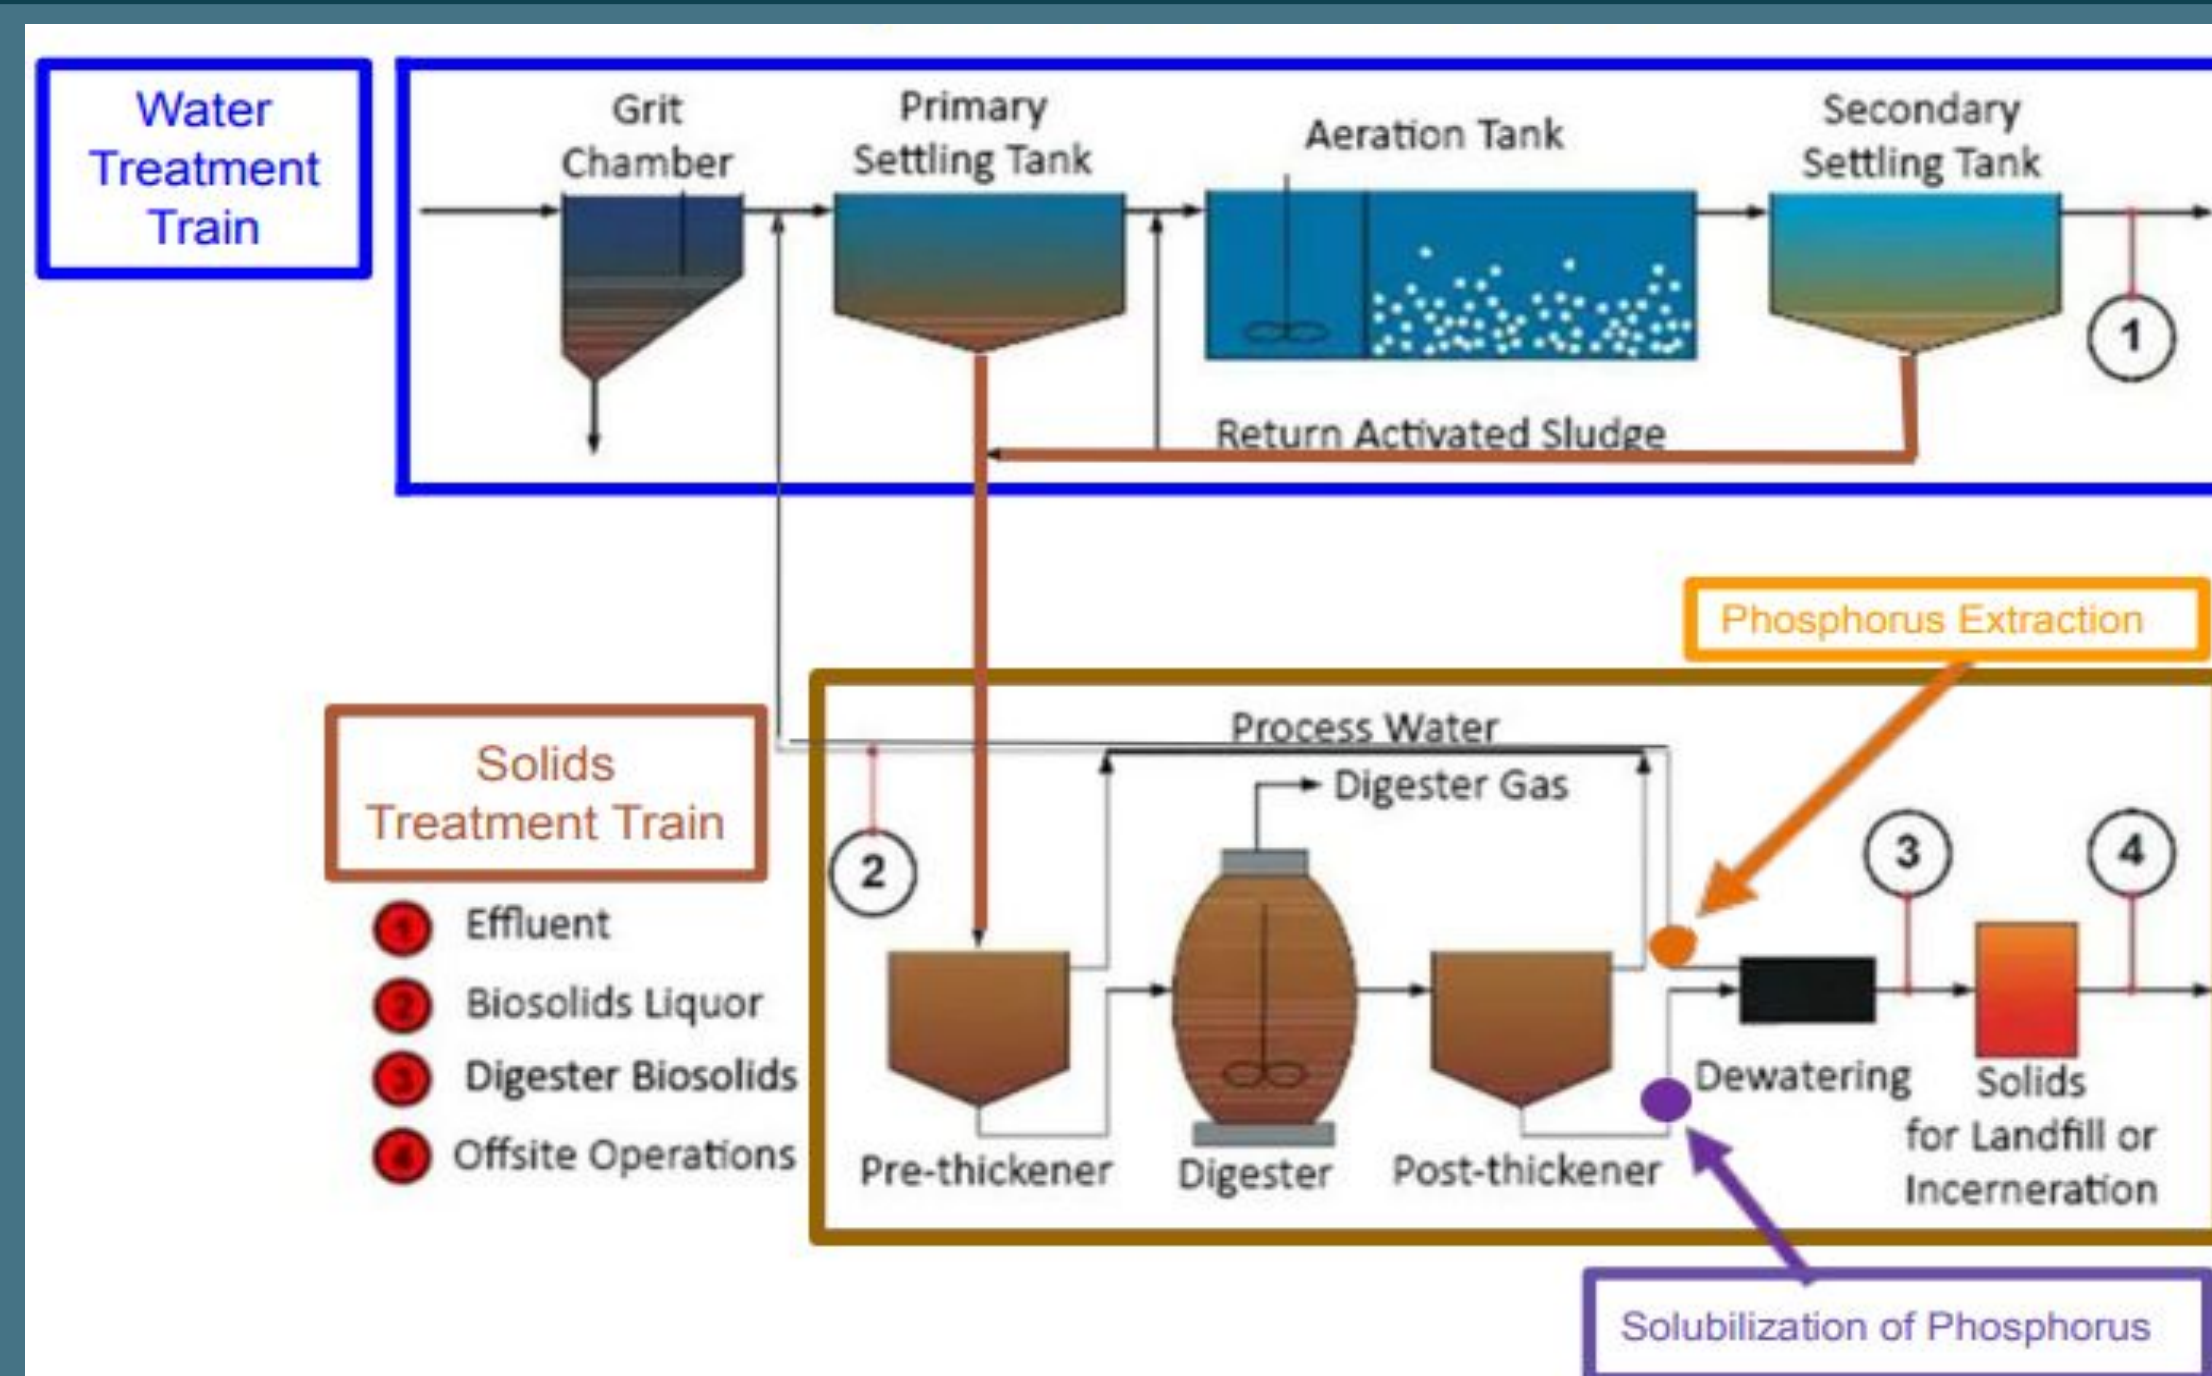 Water
Treatment
Train
Grit
Chamber
Primary
Settling Tank
Aeration Tank
Secondary
Settling Tank
1
Return Activated Sludge
Phosphorus Extraction
Solids
Treatment Train
Process Water
Digester Gas
2
3
4
1 Effluent
2 Biosolids Liquor
3 Digester Biosolids
4 Offsite Operations
Pre-thickener
Digester
Post-thickener
Dewatering
Solids
for Landfill or
Incerneration
Solubilization of Phosphorus